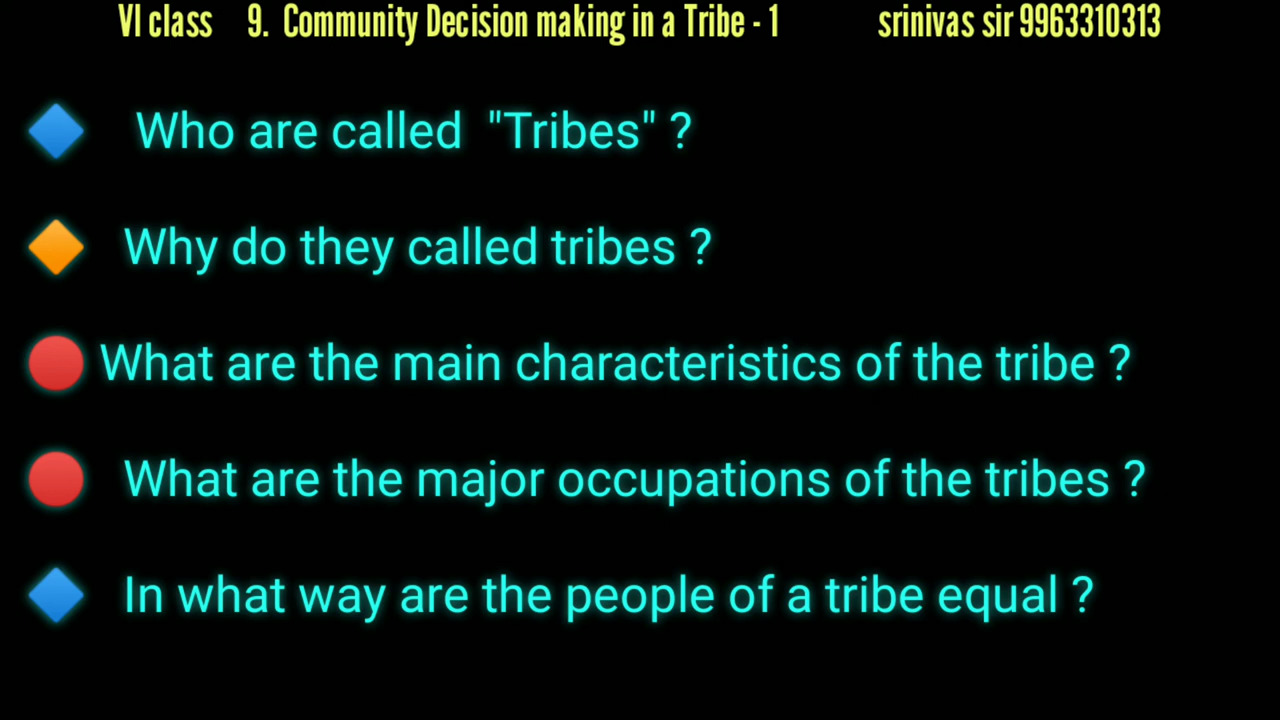 VI class 9. Community Decision making in a Tribe - 1 srinivas sir 9963310313
Who are called "Tribes" ?
Why do they called tribes ?
What are the main characteristics of the tribe ?
What are the major occupations of the tribes ?
In what way are the people of a tribe equal ?